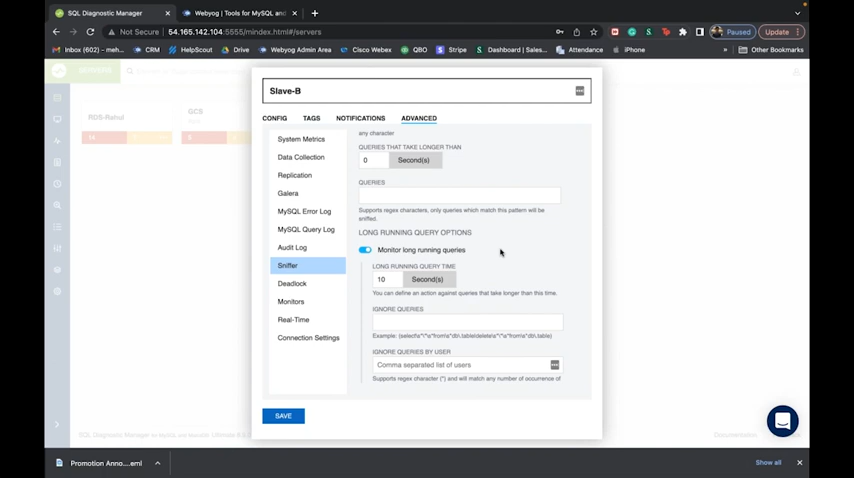 SQL Diagnostic Manager
Webyog | Tools for MySQL and
Not Secure | 54.165.142.104:5555/mindex.html#/servers
Paused
Update
Inbox (602) - meh...
CRM
HelpScout
Drive
Webyog Admin Area
Cisco Webex
QBO
Stripe
Dashboard | Sales...
Attendance
iPhone
Other Bookmarks
SERVERS
RDS-Rahul
GCS
Slave-B
CONFIG
TAGS
NOTIFICATIONS
ADVANCED
System Metrics
Data Collection
Replication
Galera
MySQL Error Log
MySQL Query Log
Audit Log
Sniffer
Deadlock
Monitors
Real-Time
Connection Settings
any character
QUERIES THAT TAKE LONGER THAN
0 Second(s)
QUERIES
Supports regex characters, only queries which match this pattern will be
sniffed.
LONG RUNNING QUERY OPTIONS
Monitor long running queries
LONG RUNNING QUERY TIME
10 Second(s)
You can define an action against queries that take longer than this time.
IGNORE QUERIES
IGNORE QUERIES BY USER
Comma separated list of users
Supports regex character (*) and will match any number of occurrence of
SAVE
Promotion Anno....eml
Show all